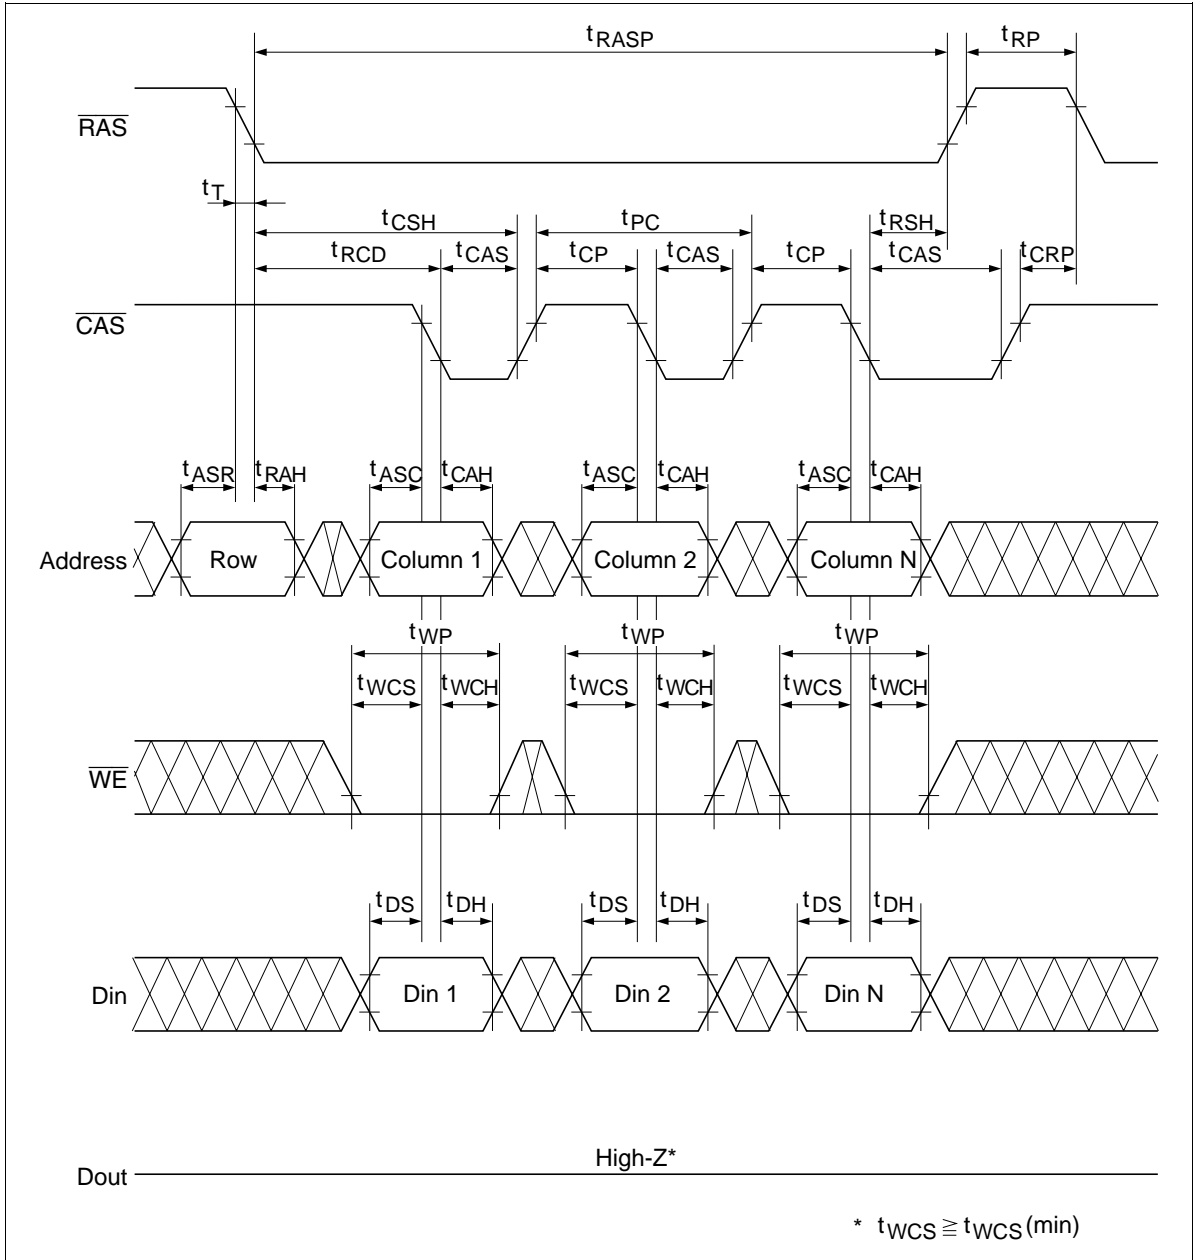 tRASP tRP
RAS
tT
tCSH tPC tRSH
tRCD tCAS tCP tCAS tCP tCAS tCRP
CAS
tASR tRAH tASC tCAH tASC tCAH tASC tCAH
Address Row Column 1 Column 2 Column N
tWP tWP tWP
tWCS tWCH tWCS tWCH tWCS tWCH
WE
tDS tDH tDS tDH tDS tDH
Din Din 1 Din 2 Din N
High-Z*
Dout
* tWCS ≧ tWCS(min)